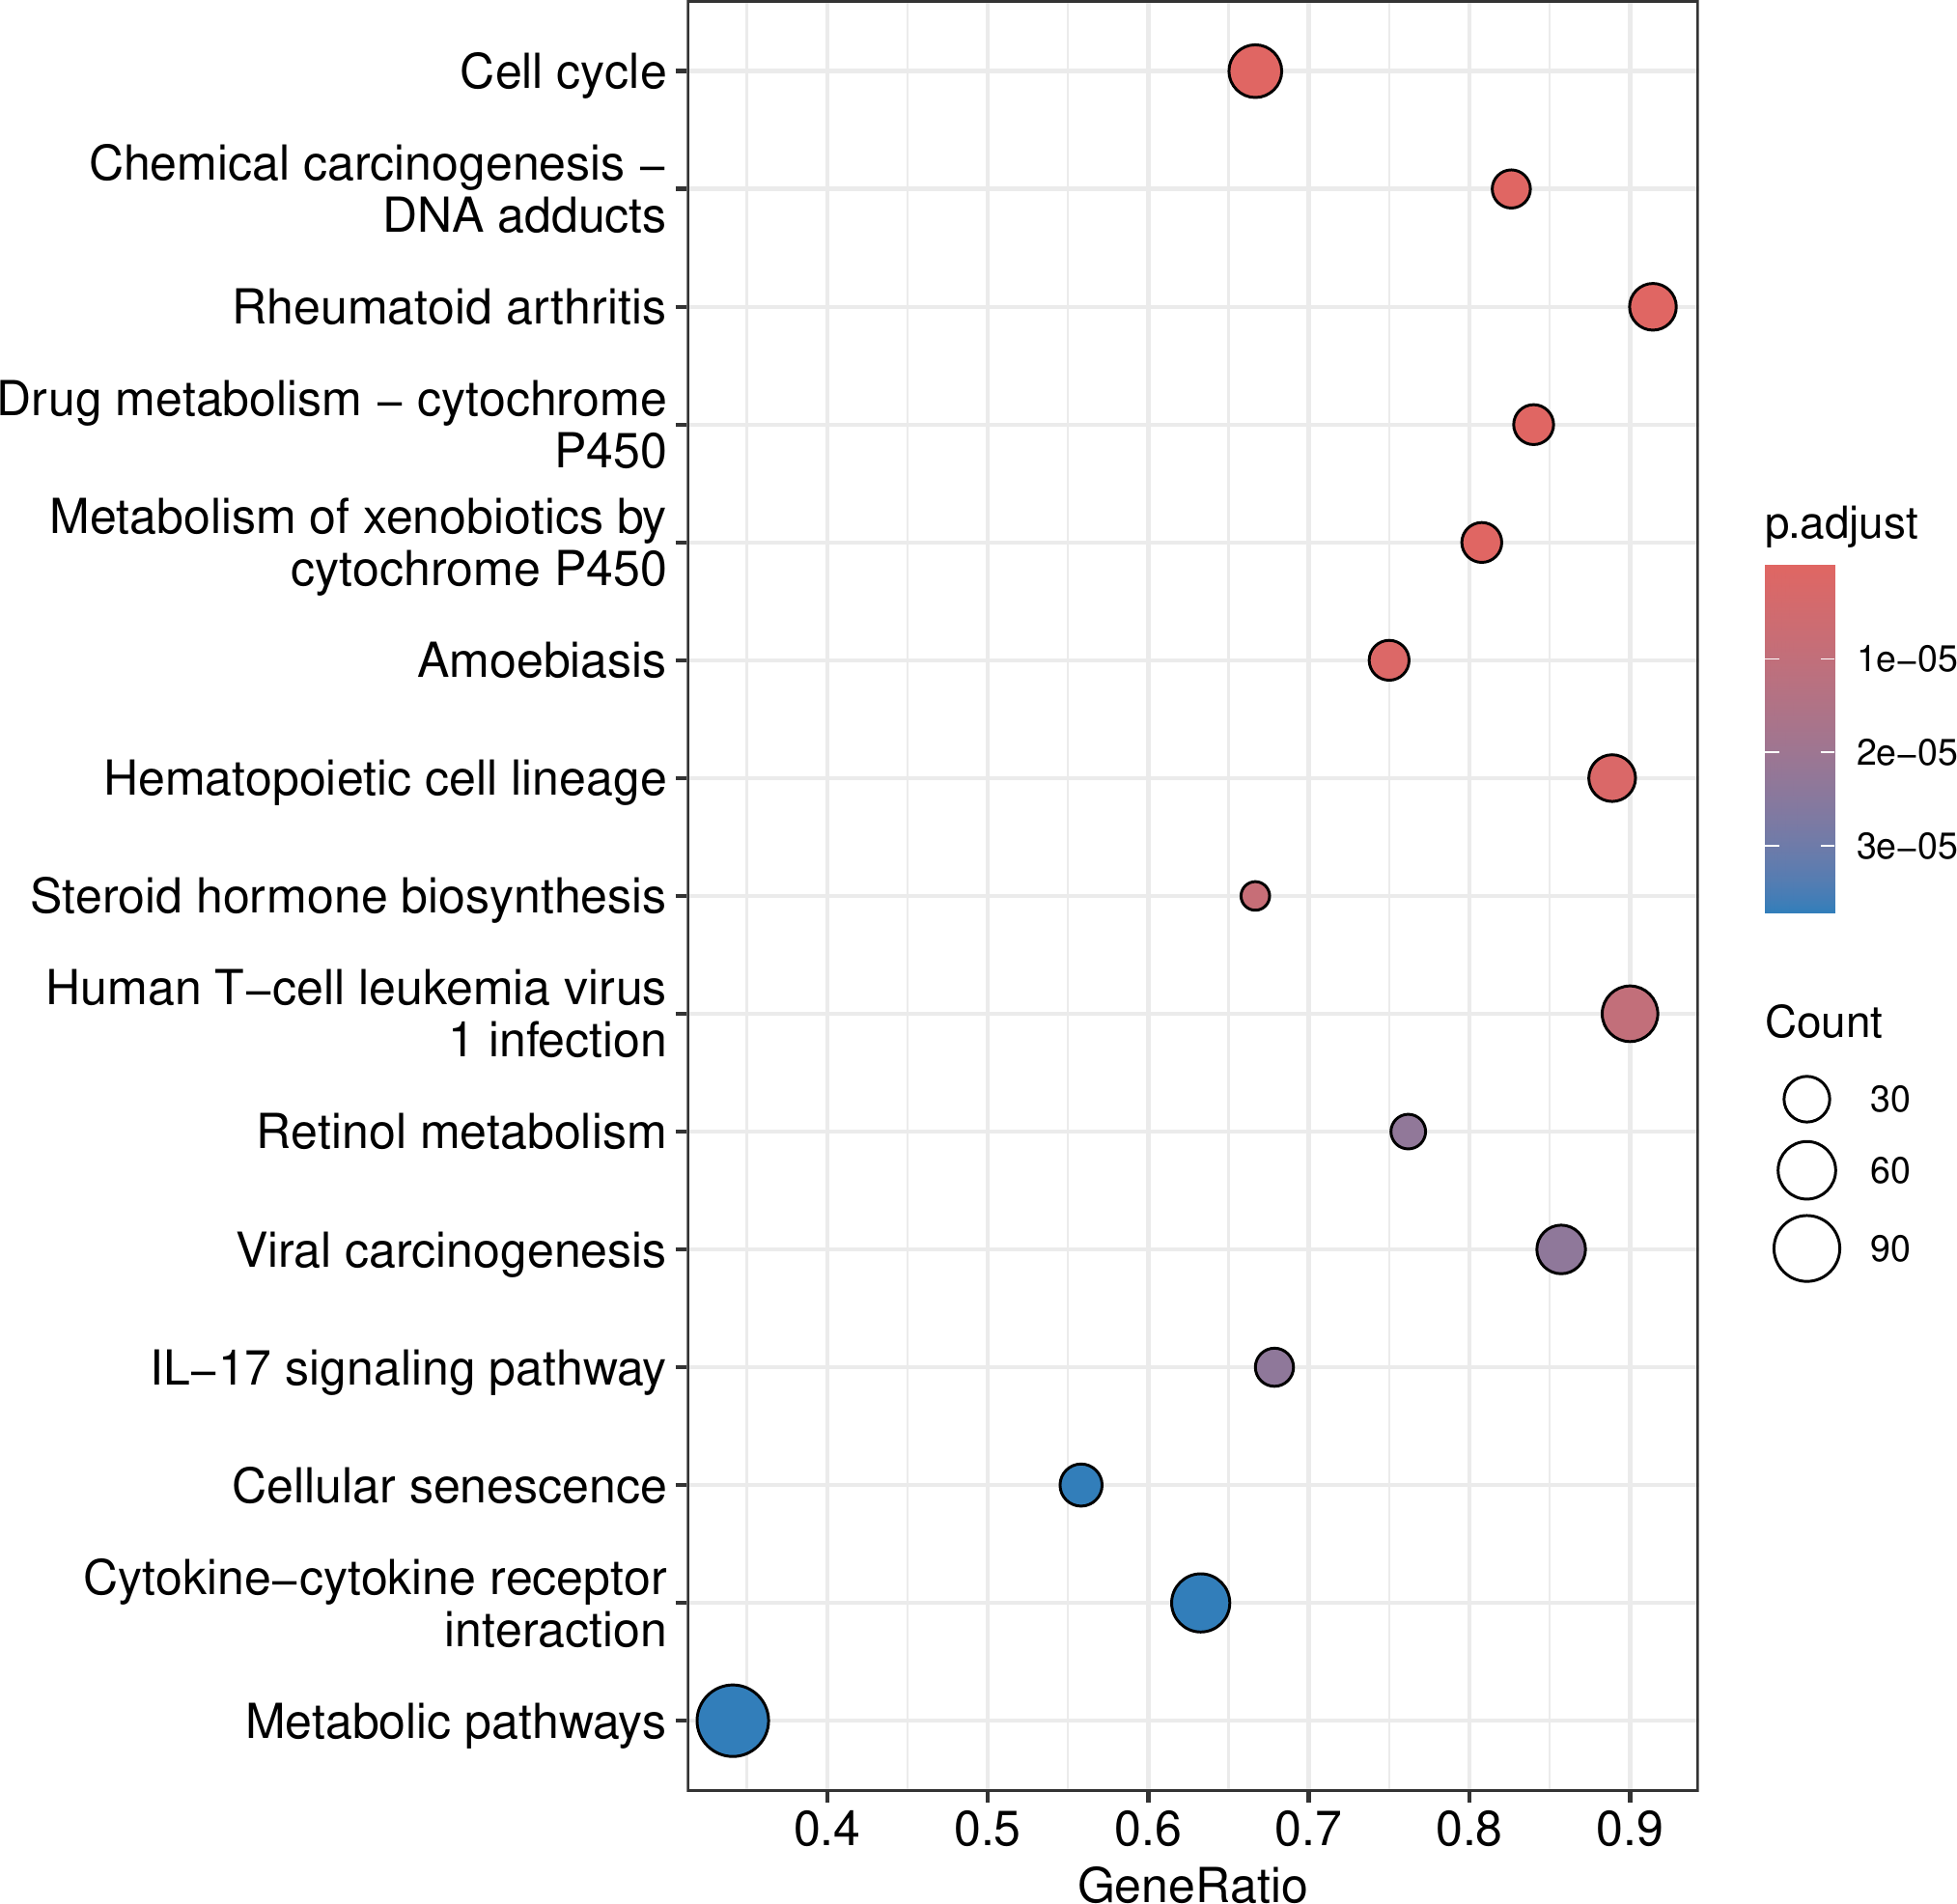 Cell cycle
Chemical carcinogenesis −
DNA adducts
Rheumatoid arthritis
Drug metabolism − cytochrome
P450
Metabolism of xenobiotics by
cytochrome P450
Amoebiasis
Hematopoietic cell lineage
Steroid hormone biosynthesis
Human T−cell leukemia virus
1 infection
Retinol metabolism
Viral carcinogenesis
IL−17 signaling pathway
Cellular senescence
Cytokine−cytokine receptor
interaction
Metabolic pathways
0.4 0.5 0.6 0.7 0.8 0.9
GeneRatio
p.adjust
1e−05
2e−05
3e−05
Count
30
60
90